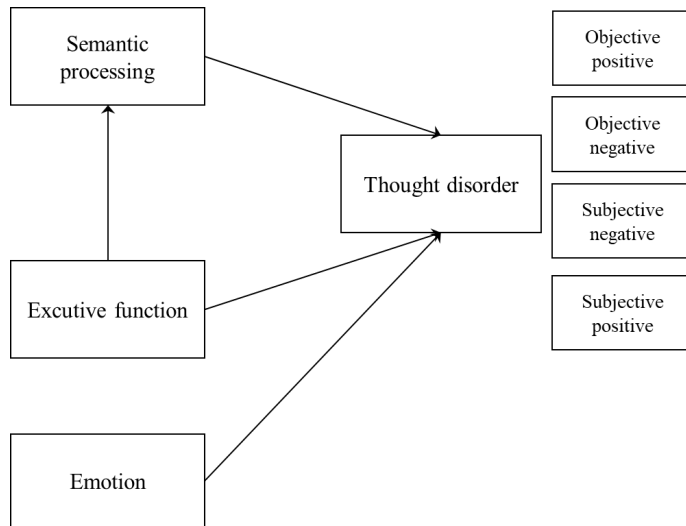 Semantic
processing
Objective
positive
Objective
negative
Thought disorder
Subjective
negative
Excutive function
Subjective
positive
Emotion